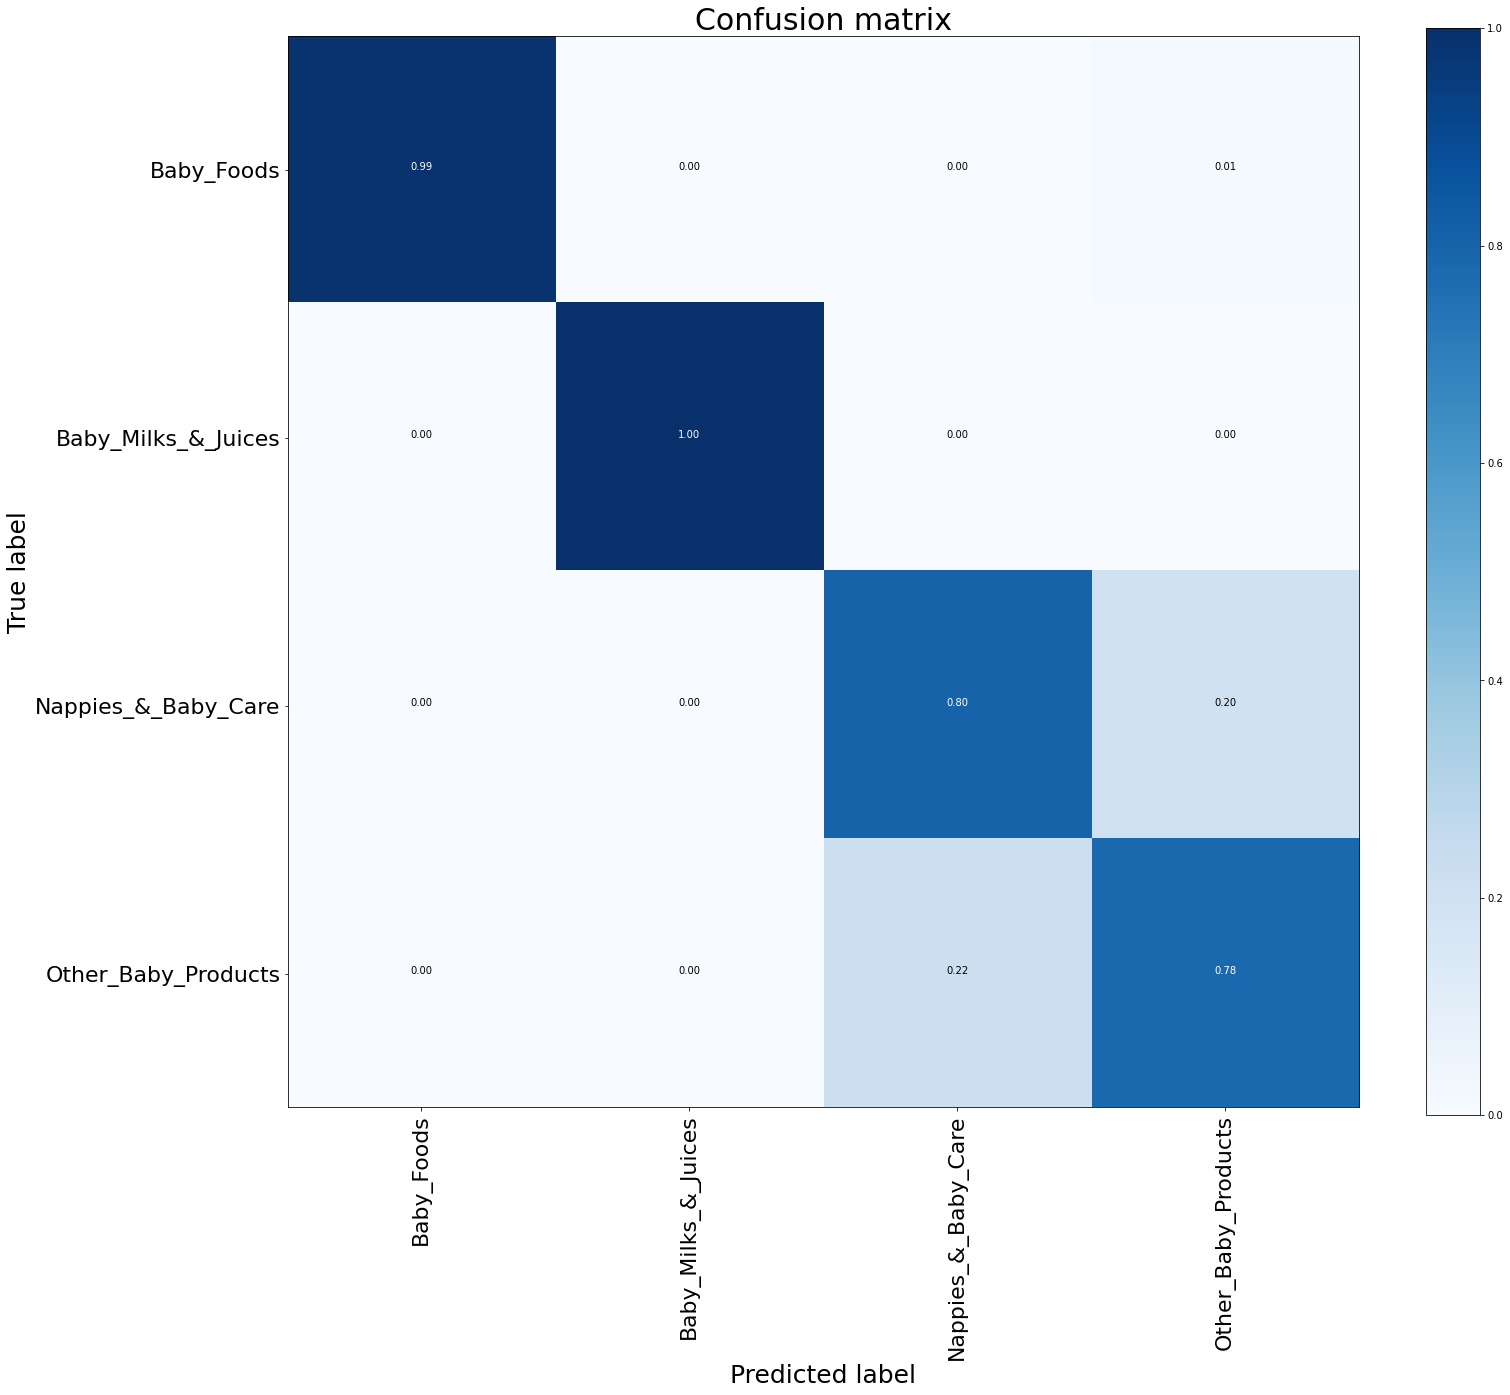 Confusion matrix
Baby_Foods
0.99
0.00
0.00
0.01
Baby_Milks_&_Juices
0.00
1.00
0.00
0.00
Nappies_&_Baby_Care
0.00
0.00
0.80
0.20
Other_Baby_Products
0.00
0.00
0.22
0.78
True label
Baby_Foods
Baby_Milks_&_Juices
Nappies_&_Baby_Care
Other_Baby_Products
Predicted label
1.0
0.8
0.6
0.4
0.2
0.0